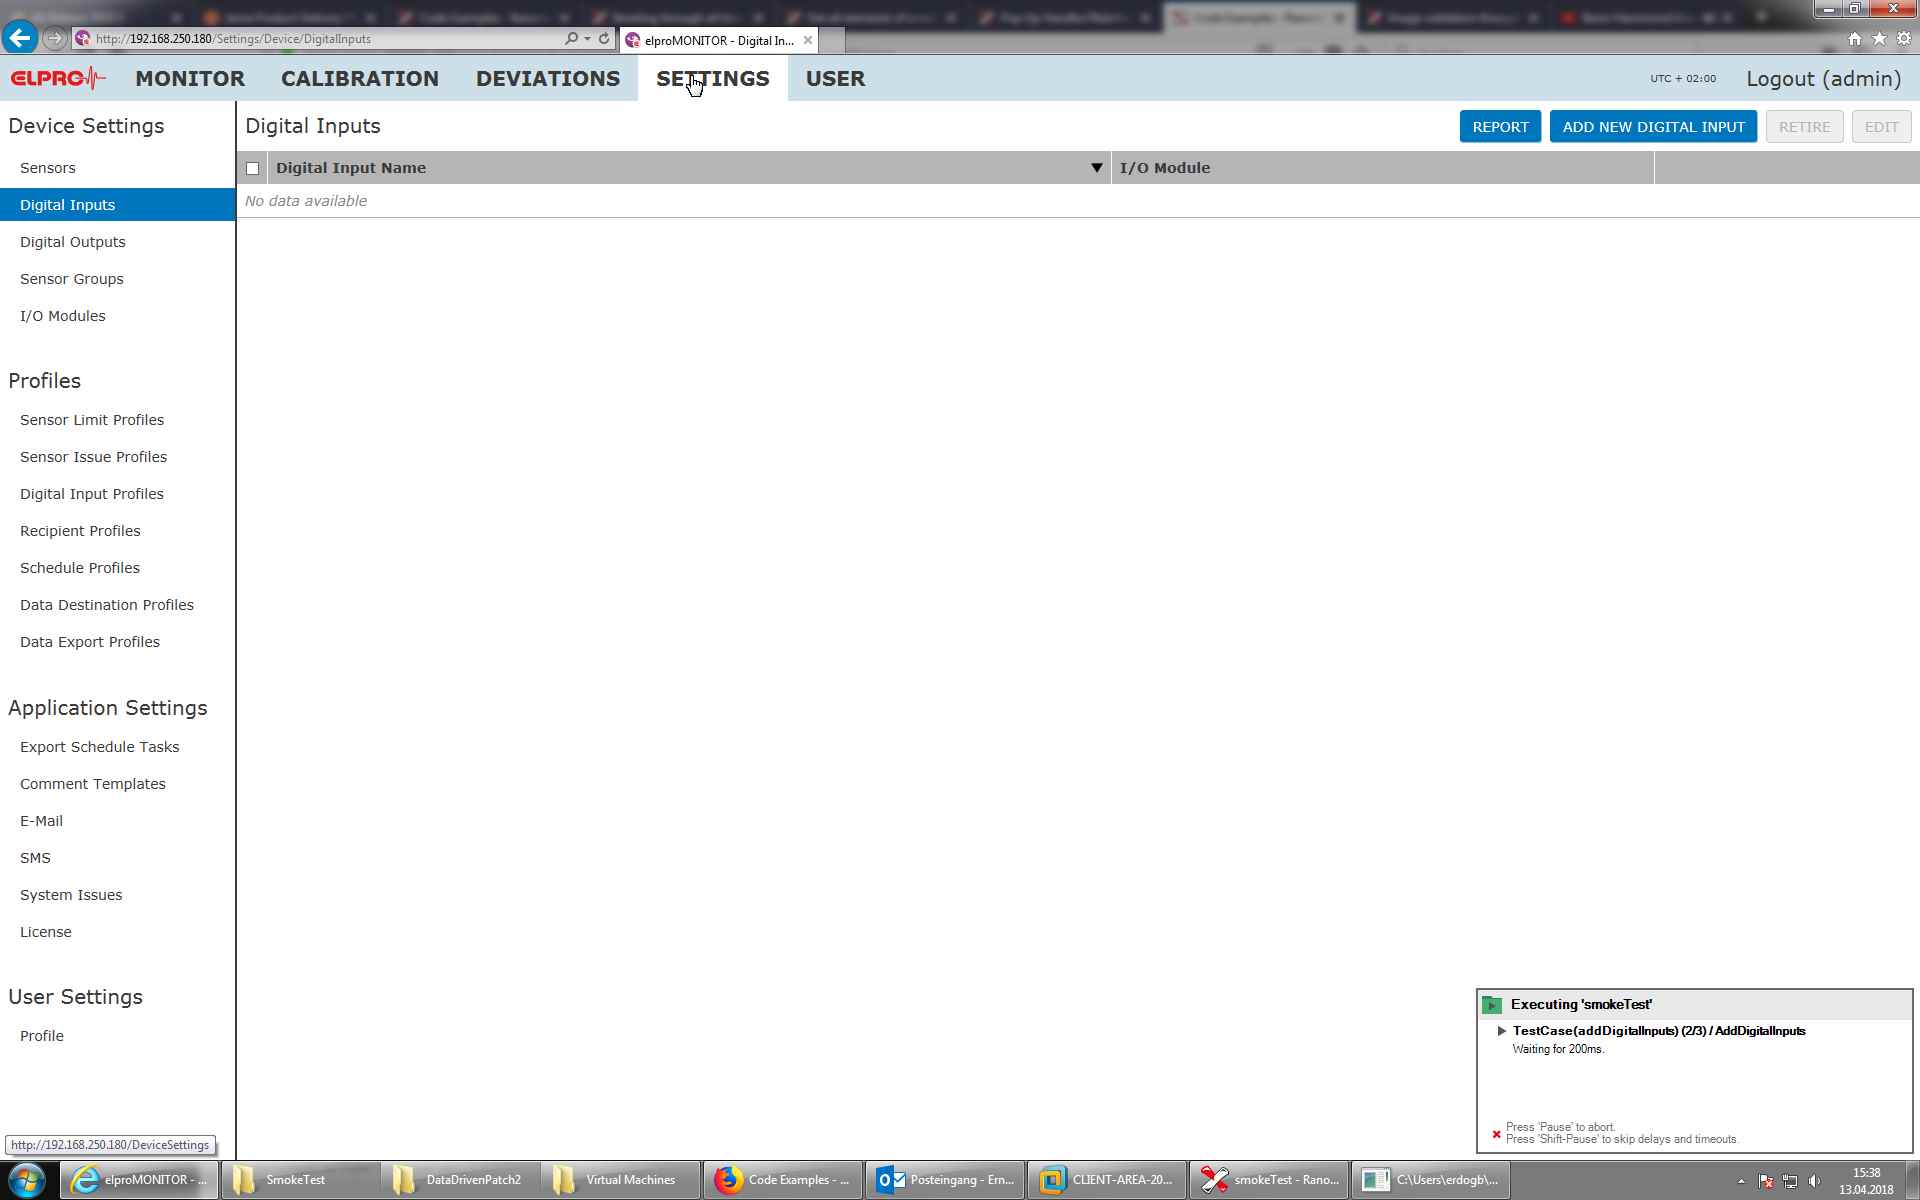 http://192.168.250.180/Settings/Device/DigitalInputs
elproMONITOR - Digital In...
ELPRO
MONITOR
CALIBRATION
DEVIATIONS
SETTINGS
USER
UTC + 02:00
Logout (admin)
Device Settings
Sensors
Digital Inputs
Digital Outputs
Sensor Groups
I/O Modules
Profiles
Sensor Limit Profiles
Sensor Issue Profiles
Digital Input Profiles
Recipient Profiles
Schedule Profiles
Data Destination Profiles
Data Export Profiles
Application Settings
Export Schedule Tasks
Comment Templates
E-Mail
SMS
System Issues
License
User Settings
Profile
Digital Inputs
REPORT
ADD NEW DIGITAL INPUT
RETIRE
EDIT
Digital Input Name
I/O Module
No data available
Executing 'smokeTest'
TestCase(addDigitalInputs) (2/3) / AddDigitalInputs
Waiting for 200ms.
Press 'Pause' to abort.
Press 'Shift-Pause' to skip delays and timeouts.
http://192.168.250.180/DeviceSettings
elproMONITOR - ...
SmokeTest
DataDrivenPatch2
Virtual Machines
Code Examples - ...
Posteingang - Ern...
CLIENT-AREA-20...
smokeTest - Rano...
C:\Users\erdogb\...
15:38
13.04.2018